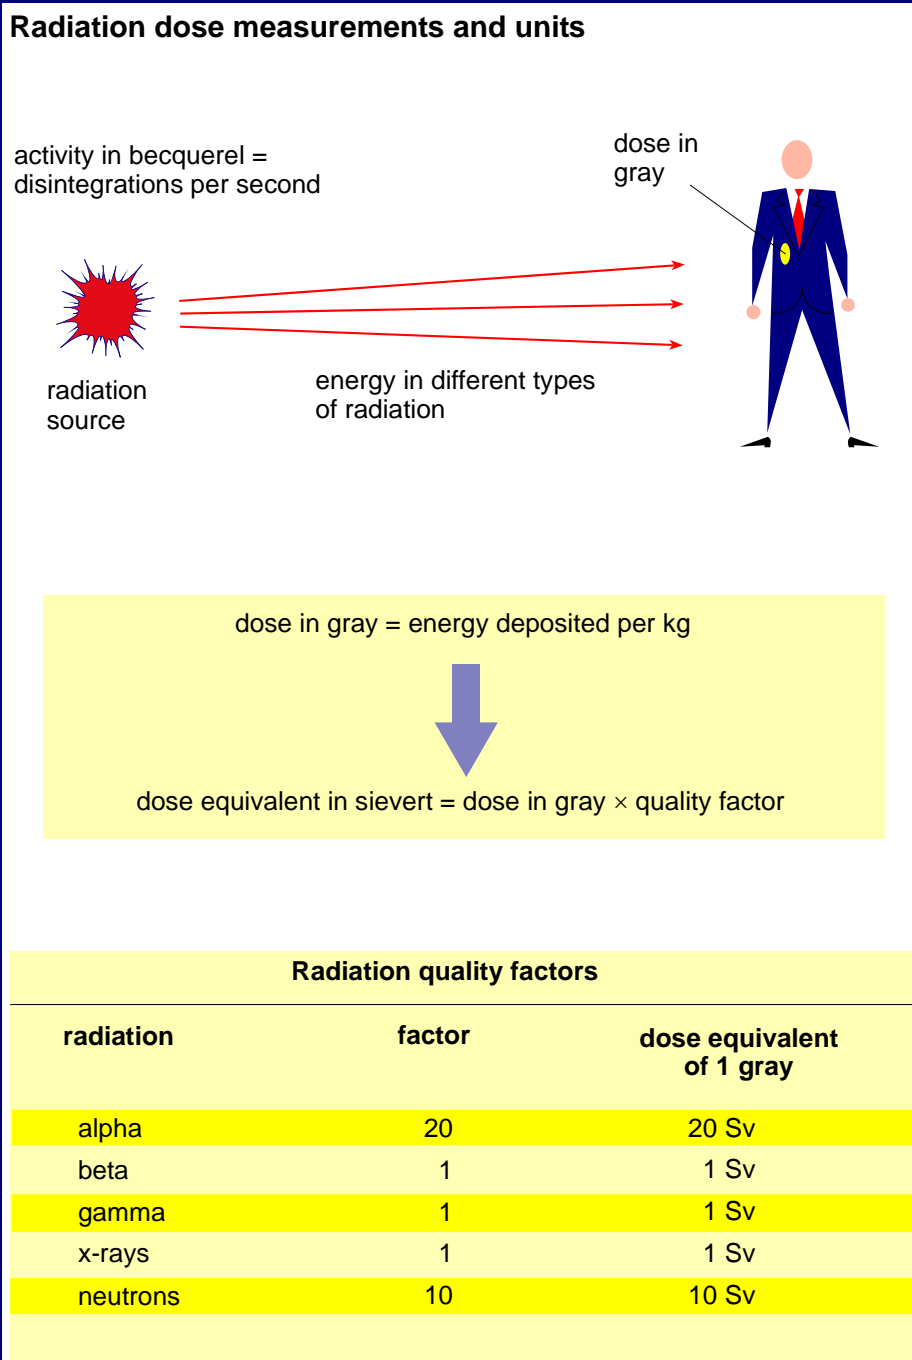 Radiation dose measurements and units
activity in becquerel =
disintegrations per second
dose in
gray
radiation
source
energy in different types
of radiation
dose in gray = energy deposited per kg
dose equivalent in sievert = dose in gray × quality factor
Radiation quality factors
radiation factor dose equivalent
of 1 gray
alpha 20 20 Sv
beta 1 1 Sv
gamma 1 1 Sv
x-rays 1 1 Sv
neutrons 10 10 Sv